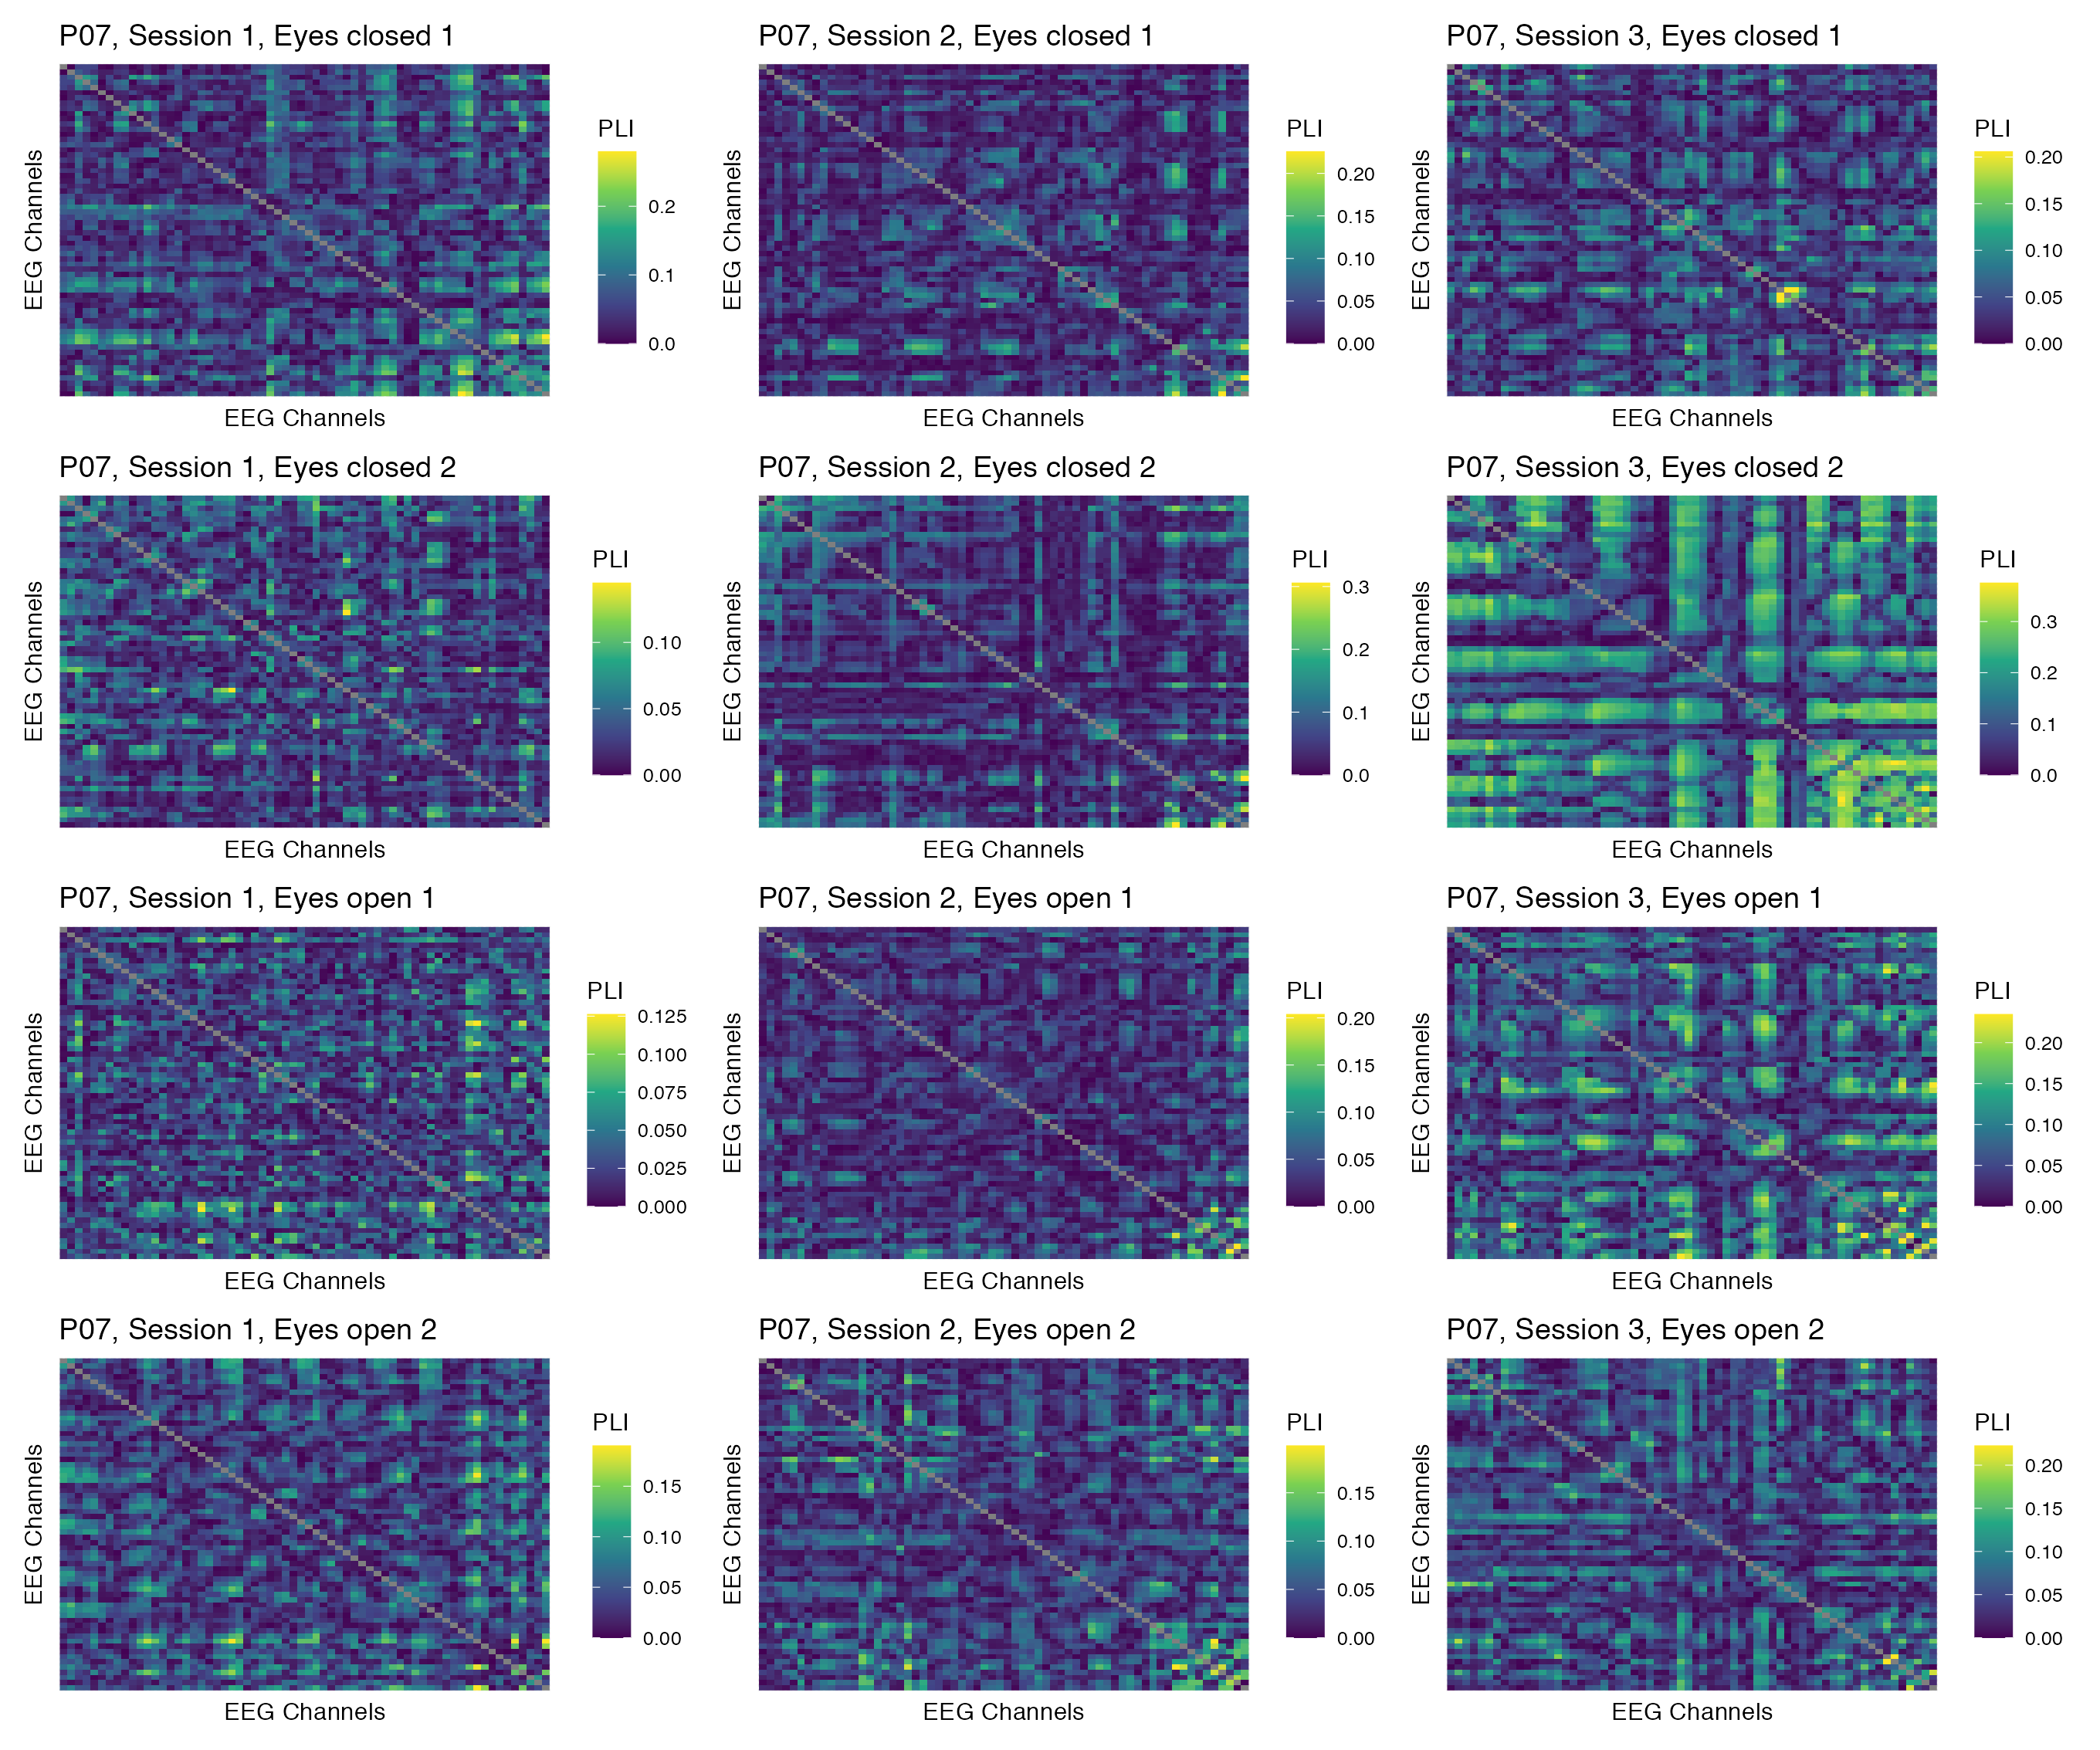 P07, Session 1, Eyes closed 1
EEG Channels
EEG Channels
PLI
0.2
0.1
0.0
P07, Session 2, Eyes closed 1
EEG Channels
EEG Channels
PLI
0.20
0.15
0.10
0.05
0.00
P07, Session 3, Eyes closed 1
EEG Channels
EEG Channels
PLI
0.20
0.15
0.10
0.05
0.00
P07, Session 1, Eyes closed 2
EEG Channels
EEG Channels
PLI
0.10
0.05
0.00
P07, Session 2, Eyes closed 2
EEG Channels
EEG Channels
PLI
0.3
0.2
0.1
0.0
P07, Session 3, Eyes closed 2
EEG Channels
EEG Channels
PLI
0.3
0.2
0.1
0.0
P07, Session 1, Eyes open 1
EEG Channels
EEG Channels
PLI
0.125
0.100
0.075
0.050
0.025
0.000
P07, Session 2, Eyes open 1
EEG Channels
EEG Channels
PLI
0.20
0.15
0.10
0.05
0.00
P07, Session 3, Eyes open 1
EEG Channels
EEG Channels
PLI
0.20
0.15
0.10
0.05
0.00
P07, Session 1, Eyes open 2
EEG Channels
EEG Channels
PLI
0.15
0.10
0.05
0.00
P07, Session 2, Eyes open 2
EEG Channels
EEG Channels
PLI
0.15
0.10
0.05
0.00
P07, Session 3, Eyes open 2
EEG Channels
EEG Channels
PLI
0.20
0.15
0.10
0.05
0.00